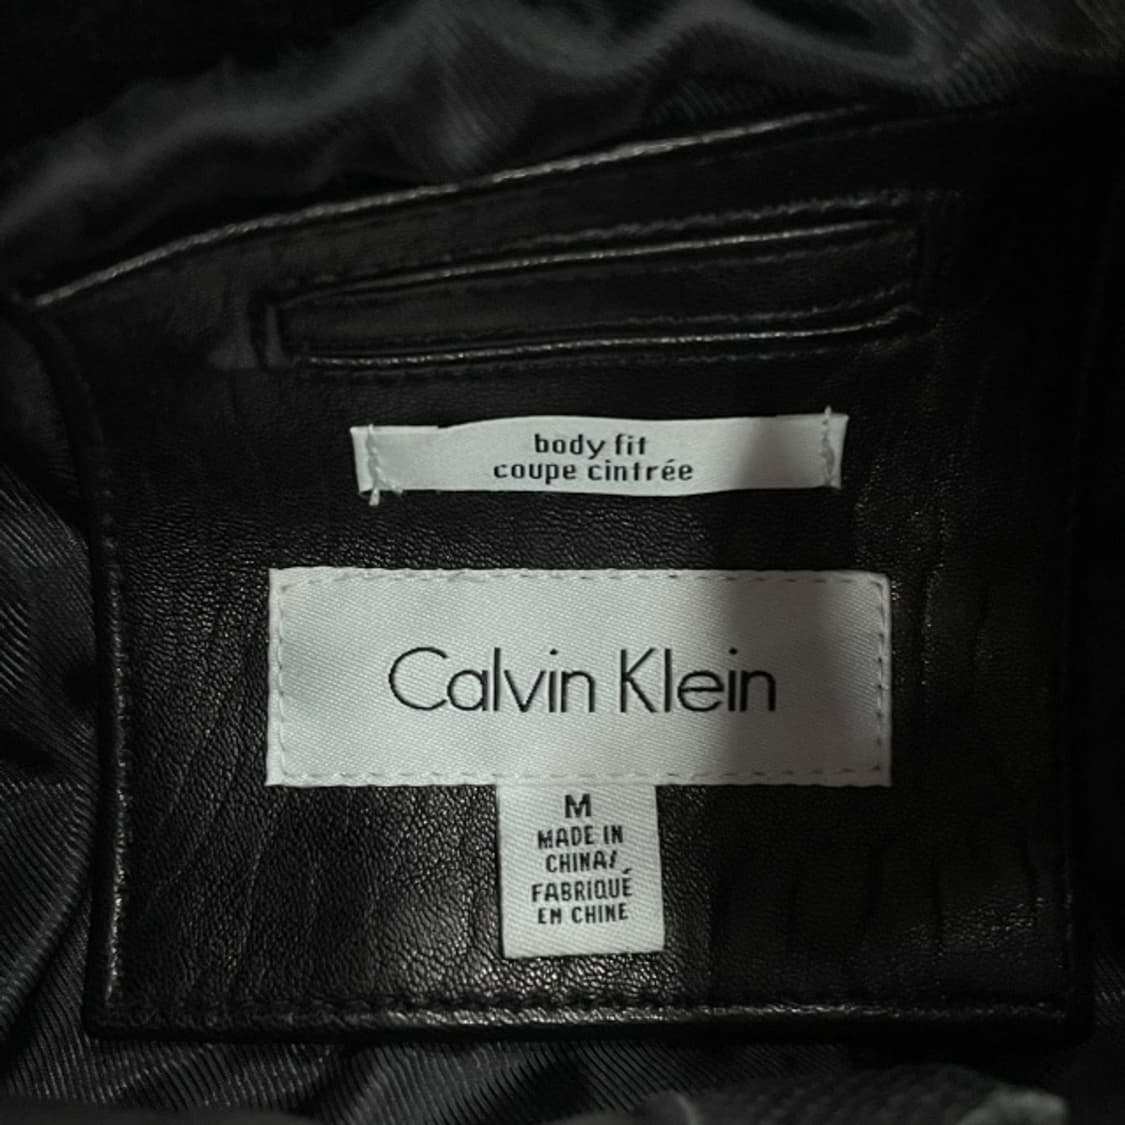 body fit
coupe cintrée
Calvin Klein
M
MADE IN
CHINA/
FABRIQUÉ
EN CHINE